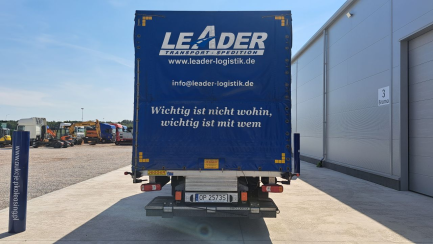 LEADER
TRANSPORT + SPEDITION
www.leader-logistik.de
info@leader-logistik.de
Wichtig ist nicht wohin,
wichtig ist mit wem
3